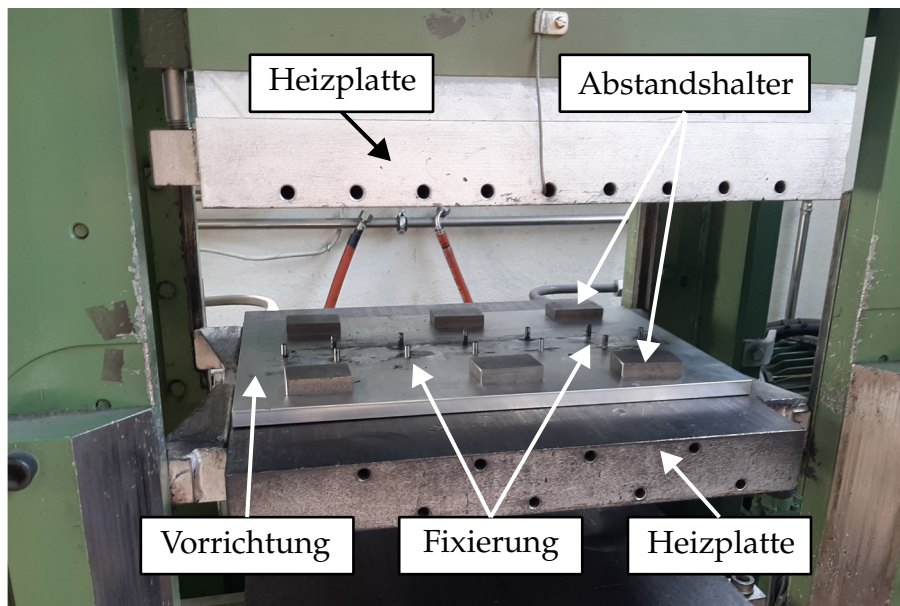 Heizplatte
Abstandshalter
Vorrichtung
Fixierung
Heizplatte